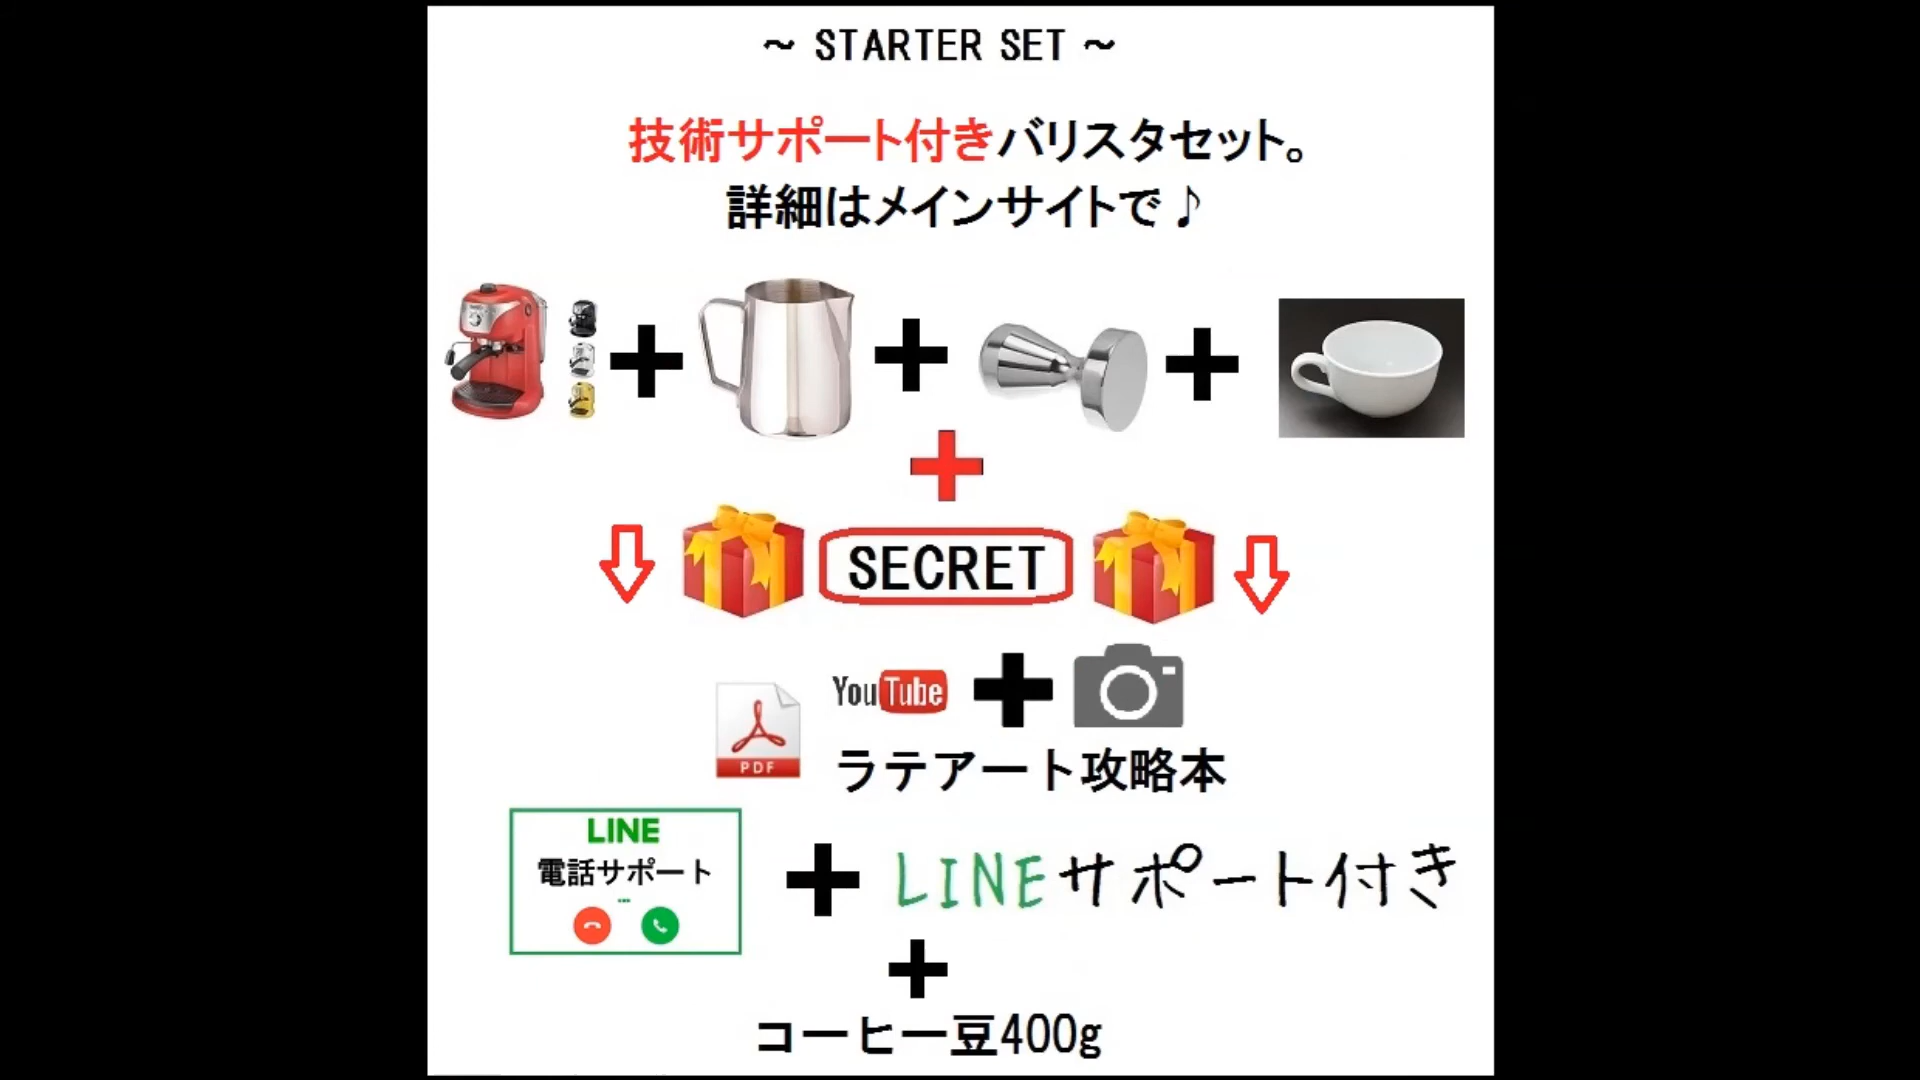 ～ STARTER SET ～
技術サポート付きバリスタセット。
詳細はメインサイトで♪
SECRET
YouTube
PDF
ラテアート攻略本
LINE
電話サポート
LINEサポート付き
コーヒー豆400g